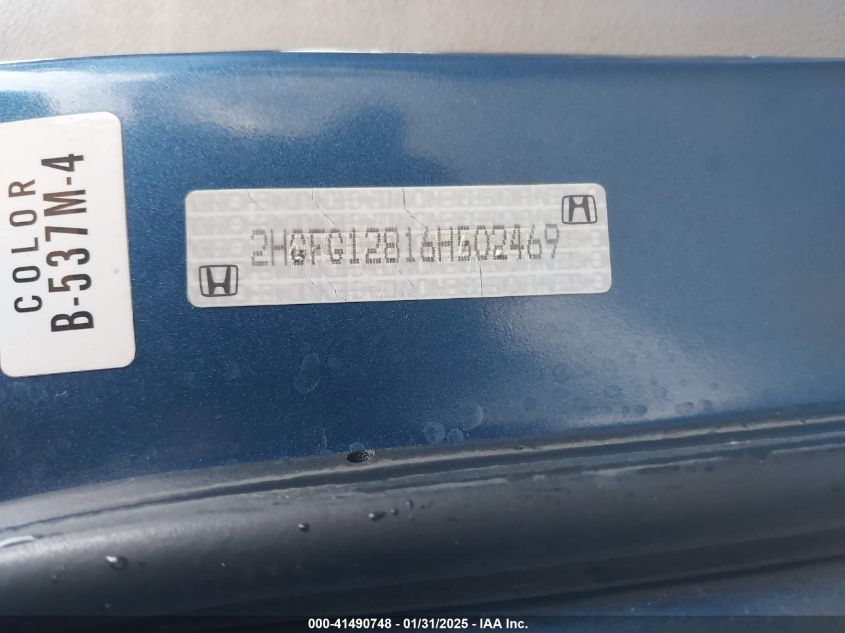 COLOR
B-537M-4
2HGFG12816H502469
000-41490748 - 01/31/2025 - IAA Inc.